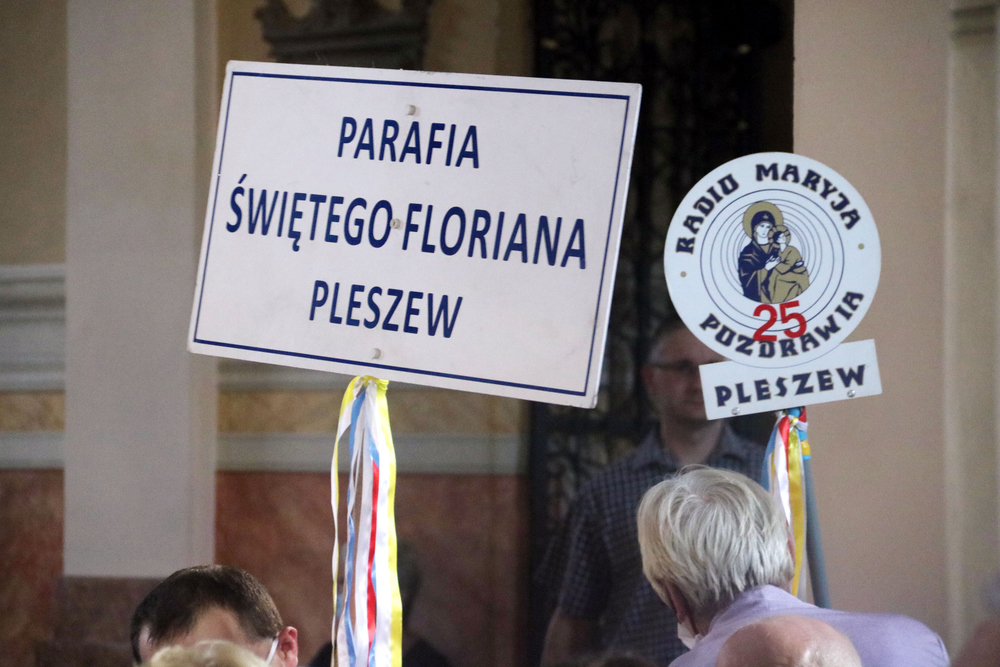 PARAFIA
ŚWIĘTEGO FLORIANA
PLESZEW
RADIO MARYJA
25
POZDRAWIA
PLESZEW